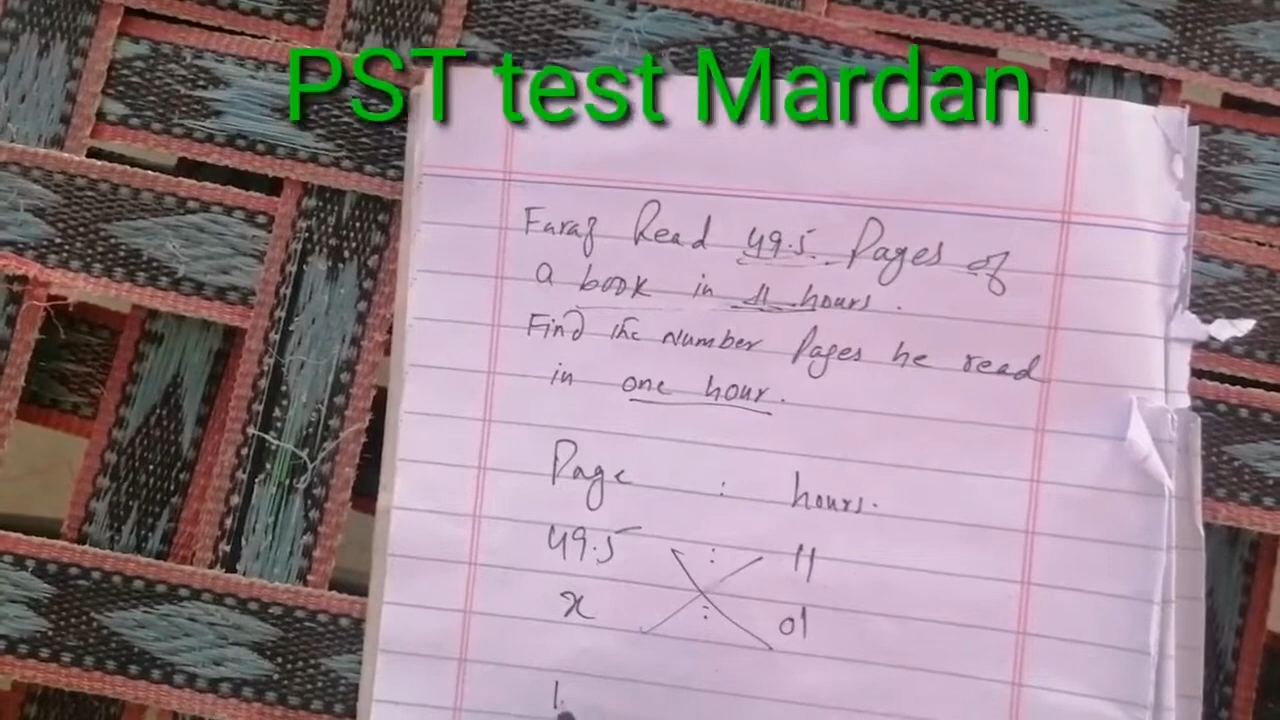 PST test Mardan
Faraz Read 49.5 Pages of
a book in 11 hours.
Find the Number Pages he read
in one hour.
Page : hours.
49.5 : 11
x : 01
1